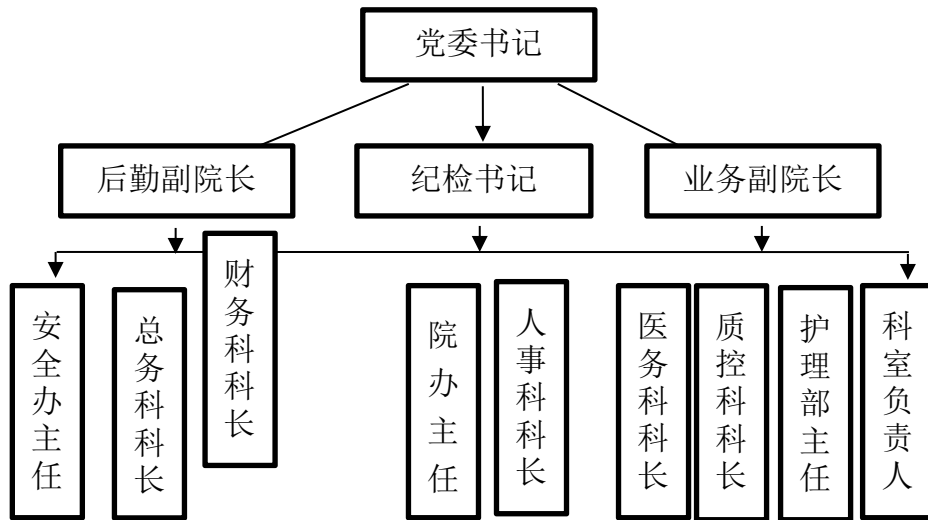 党委书记
后勤副院长
纪检书记
业务副院长
安全办主任
总务科科长
财务科科长
院办主任
人事科科长
医务科科长
质控科科长
护理部主任
科室负责人